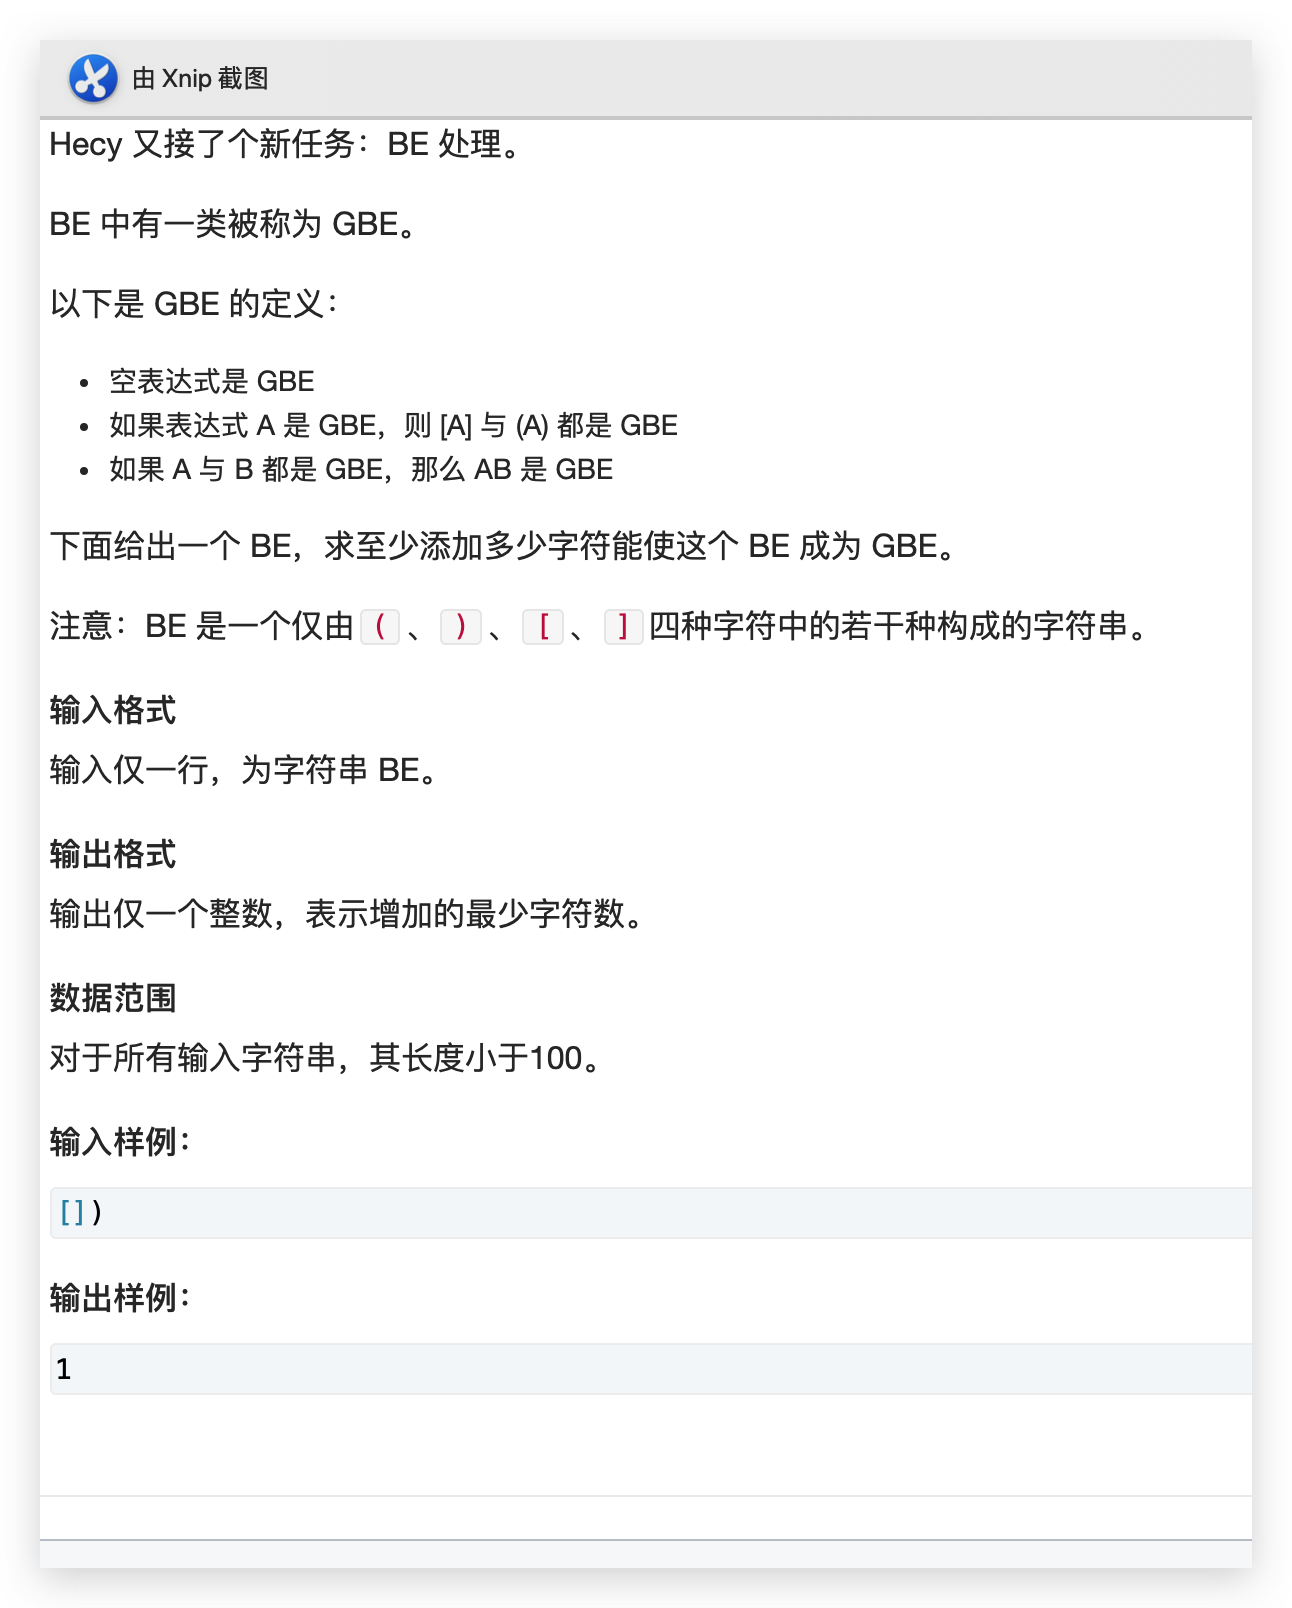 由 Xnip 截图
Hecy 又接了个新任务：BE 处理。
BE 中有一类被称为 GBE。
以下是 GBE 的定义：
• 空表达式是 GBE
• 如果表达式 A 是 GBE，则 [A] 与 (A) 都是 GBE
• 如果 A 与 B 都是 GBE，那么 AB 是 GBE
下面给出一个 BE，求至少添加多少字符能使这个 BE 成为 GBE。
注意：BE 是一个仅由 ( 、 ) 、 [ 、 ] 四种字符中的若干种构成的字符串。
输入格式
输入仅一行，为字符串 BE。
输出格式
输出仅一个整数，表示增加的最少字符数。
数据范围
对于所有输入字符串，其长度小于100。
输入样例：
[])
输出样例：
1